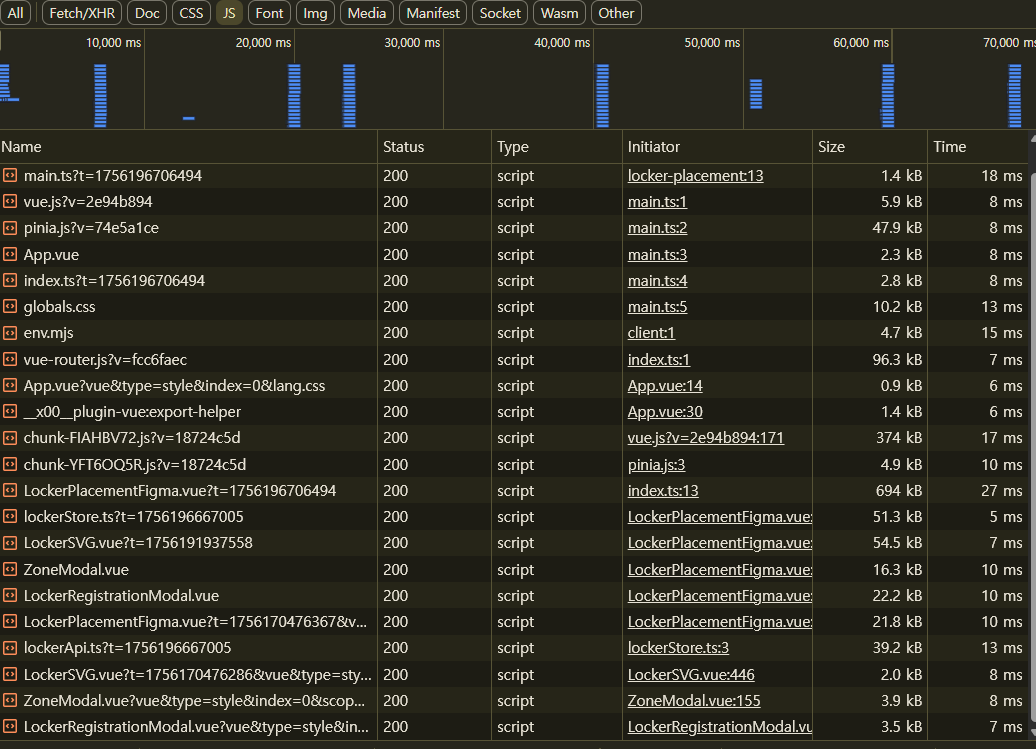 All Fetch/XHR Doc CSS JS Font Img Media Manifest Socket Wasm Other
10,000 ms 20,000 ms 30,000 ms 40,000 ms 50,000 ms 60,000 ms 70,000 ms
Name Status Type Initiator Size Time
main.ts?t=1756196706494 200 script locker-placement:13 1.4 kB 18 ms
vue.js?v=2e94b894 200 script main.ts:1 5.9 kB 8 ms
pinia.js?v=74e5a1ce 200 script main.ts:2 47.9 kB 8 ms
App.vue 200 script main.ts:3 2.3 kB 8 ms
index.ts?t=1756196706494 200 script main.ts:4 2.8 kB 8 ms
globals.css 200 script main.ts:5 10.2 kB 13 ms
env.mjs 200 script client:1 4.7 kB 15 ms
vue-router.js?v=fcc6faec 200 script index.ts:1 96.3 kB 7 ms
App.vue?vue&type=style&index=0&lang.css 200 script App.vue:14 0.9 kB 6 ms
__x00__plugin-vue:export-helper 200 script App.vue:30 1.4 kB 6 ms
chunk-FIAHBV72.js?v=18724c5d 200 script vue.js?v=2e94b894:171 374 kB 17 ms
chunk-YFT6OQ5R.js?v=18724c5d 200 script pinia.js:3 4.9 kB 10 ms
LockerPlacementFigma.vue?t=1756196706494 200 script index.ts:13 694 kB 27 ms
lockerStore.ts?t=1756196667005 200 script LockerPlacementFigma.vue: 51.3 kB 5 ms
LockerSVG.vue?t=1756191937558 200 script LockerPlacementFigma.vue: 54.5 kB 7 ms
ZoneModal.vue 200 script LockerPlacementFigma.vue: 16.3 kB 10 ms
LockerRegistrationModal.vue 200 script LockerPlacementFigma.vue: 22.2 kB 10 ms
LockerPlacementFigma.vue?t=1756170476367&v... 200 script LockerPlacementFigma.vue: 21.8 kB 10 ms
lockerApi.ts?t=1756196667005 200 script lockerStore.ts:3 39.2 kB 13 ms
LockerSVG.vue?t=1756170476286&vue&type=sty... 200 script LockerSVG.vue:446 2.0 kB 8 ms
ZoneModal.vue?vue&type=style&index=0&scop... 200 script ZoneModal.vue:155 3.9 kB 8 ms
LockerRegistrationModal.vue?vue&type=style&in... 200 script LockerRegistrationModal.vu 3.5 kB 7 ms